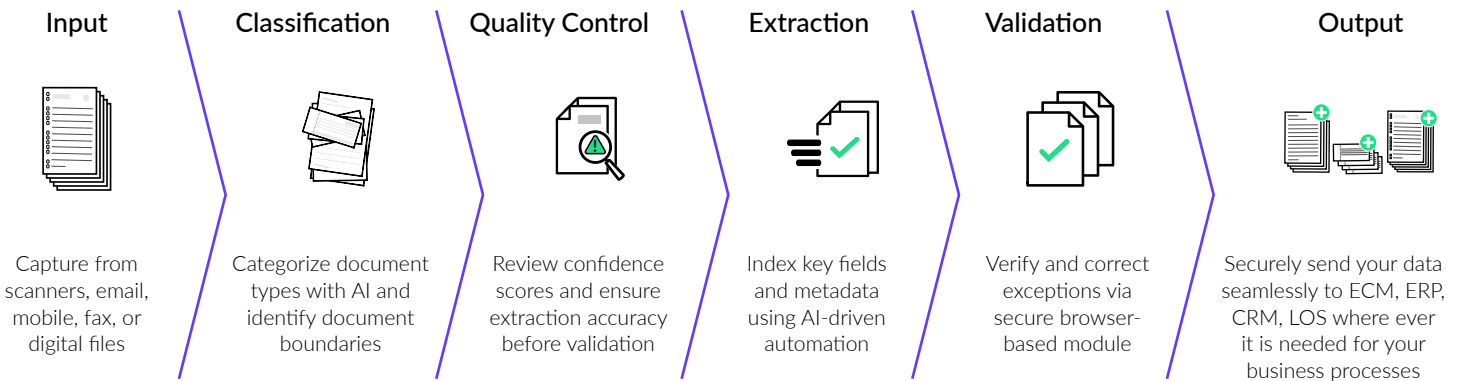 Input
Capture from
scanners, email,
mobile, fax, or
digital files
Classification
Categorize document
types with AI and
identify document
boundaries
Quality Control
Review confidence
scores and ensure
extraction accuracy
before validation
Extraction
Index key fields
and metadata
using AI-driven
automation
Validation
Verify and correct
exceptions via
secure browser-
based module
Output
Securely send your data
seamlessly to ECM, ERP,
CRM, LOS where ever
it is needed for your
business processes